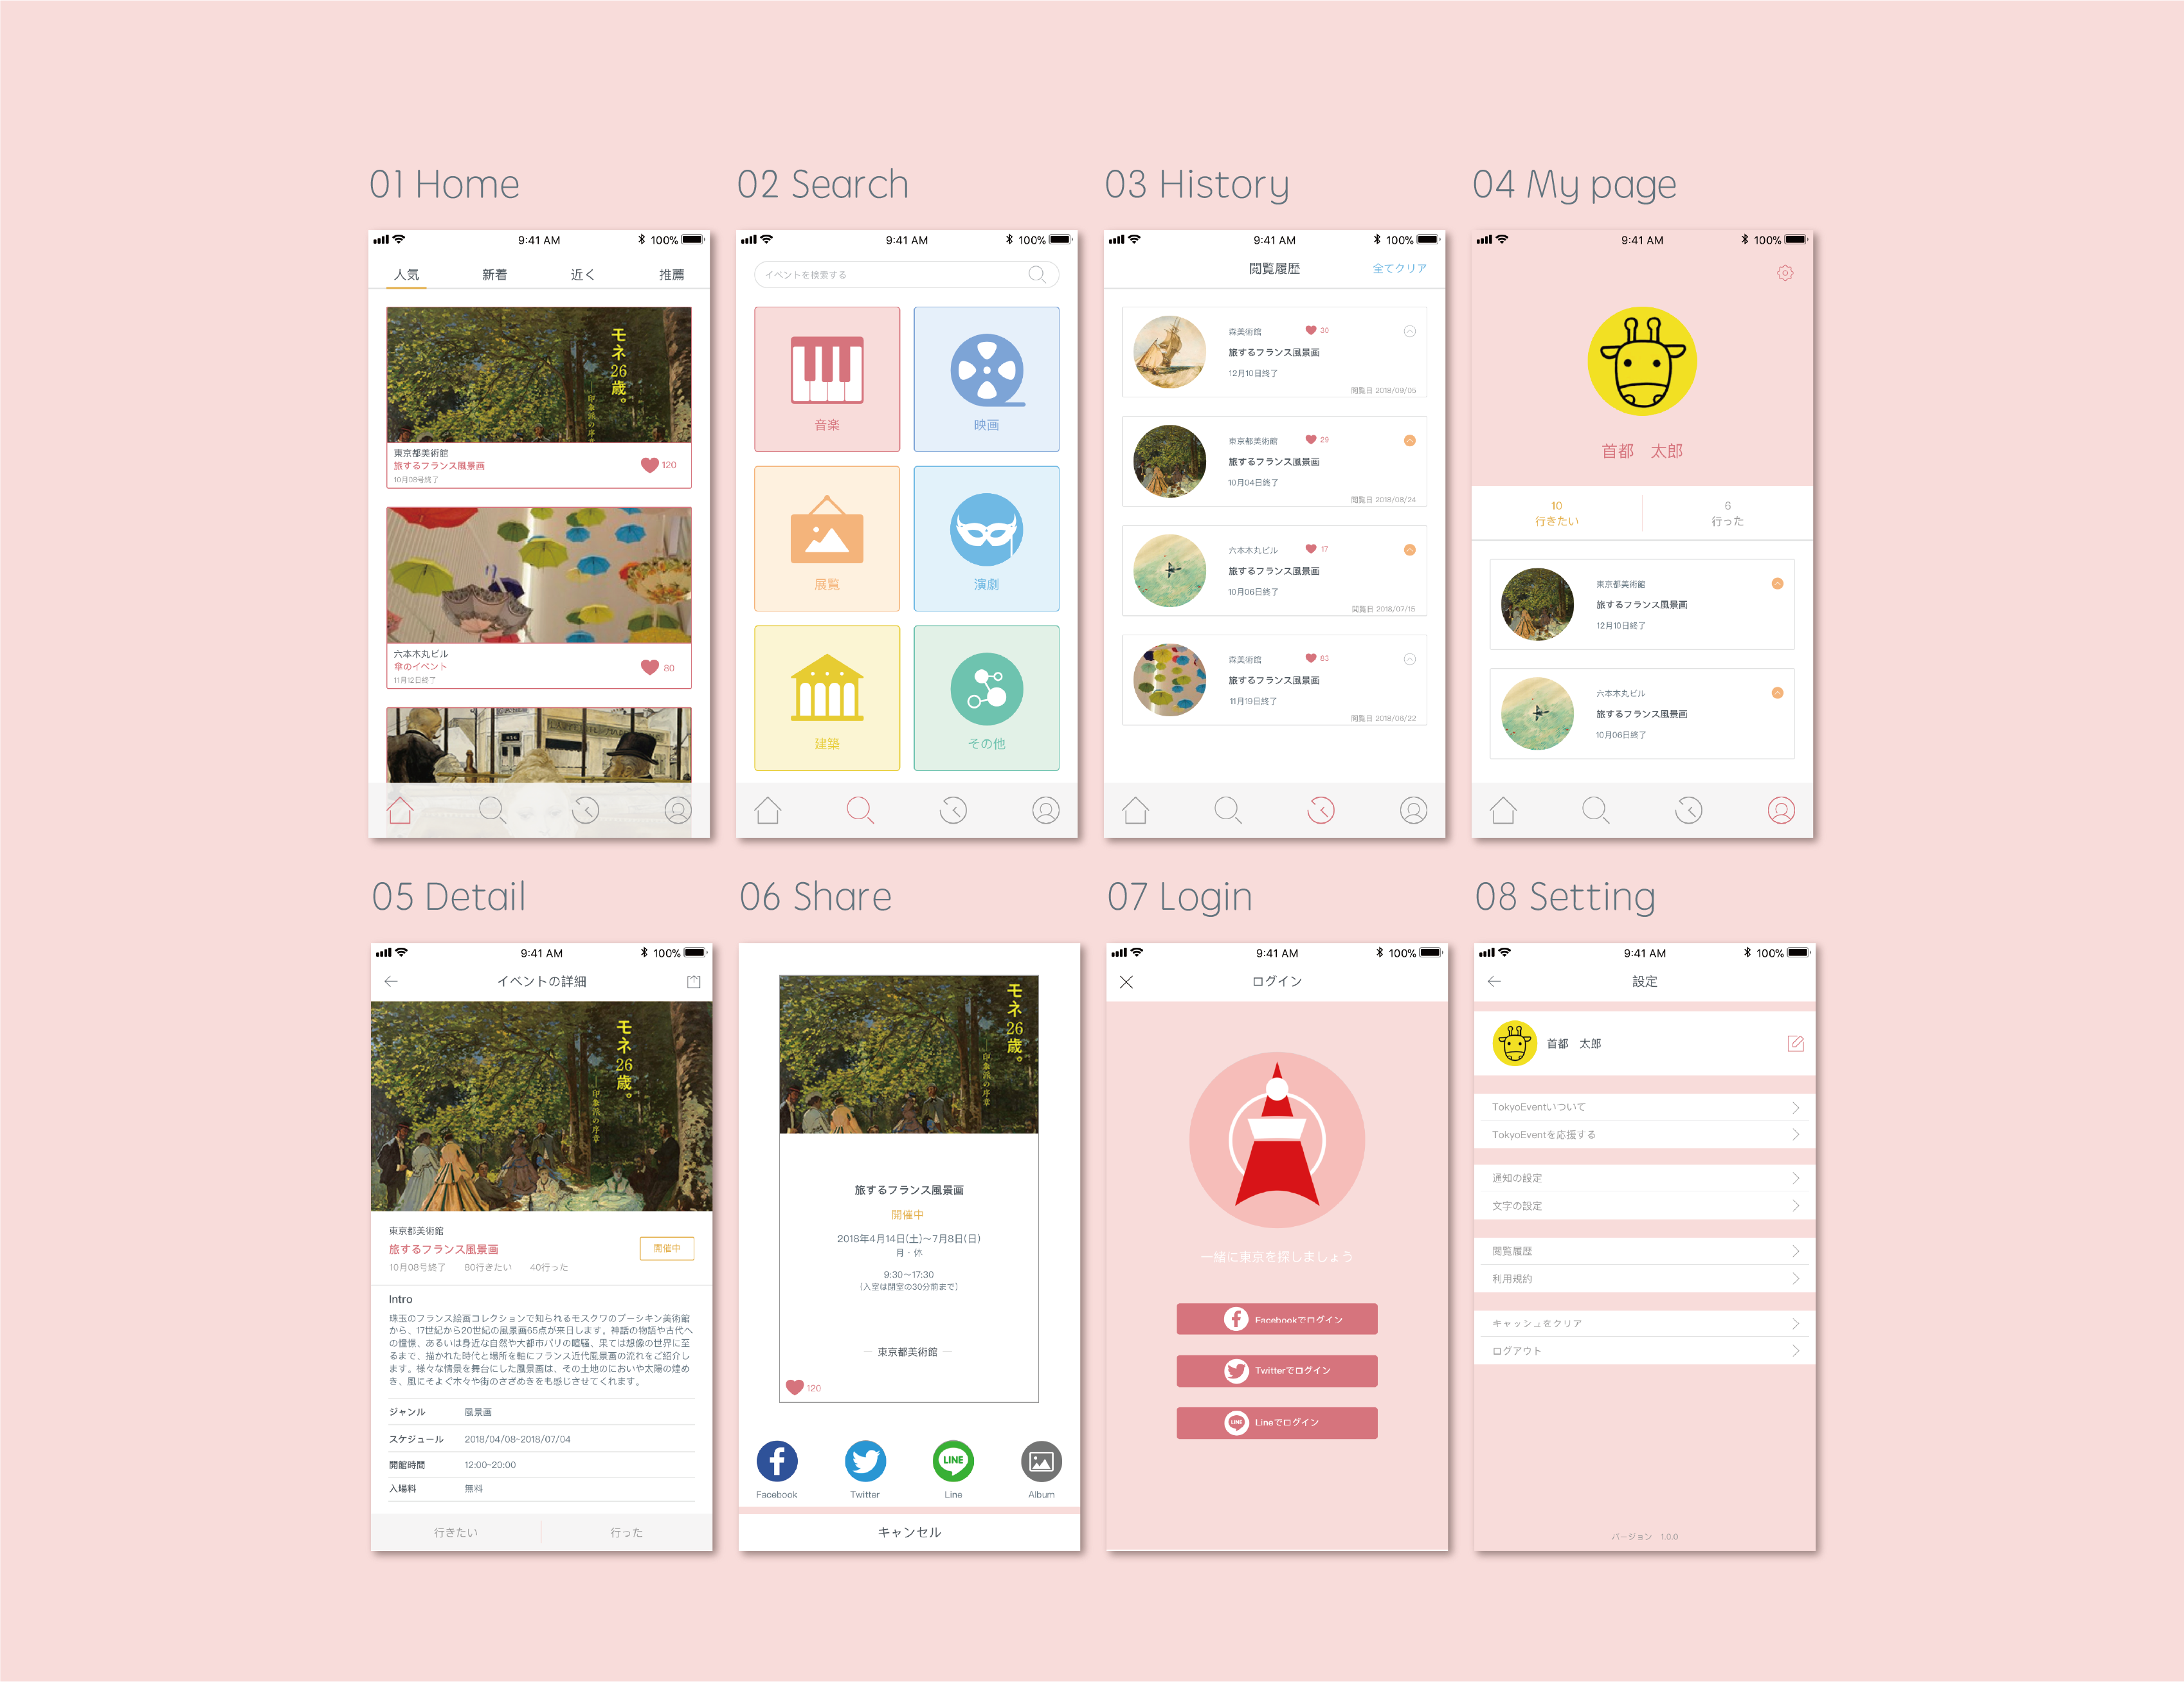 01 Home
9:41 AM
100%
人気
新着
近く
推薦
モネ26歳。
―印象派の序章
東京都美術館
旅するフランス風景画
10月08号終了
120
六本木丸ビル
傘のイベント
11月12日終了
80
02 Search
9:41 AM
100%
イベントを検索する
音楽
映画
展覧
演劇
建築
その他
03 History
9:41 AM
100%
閲覧履歴
全てクリア
森美術館
30
旅するフランス風景画
12月10日終了
閲覧日 2018/09/05
東京都美術館
29
旅するフランス風景画
10月04日終了
閲覧日 2018/08/24
六本木丸ビル
17
旅するフランス風景画
10月06日終了
閲覧日 2018/07/15
森美術館
83
旅するフランス風景画
11月19日終了
閲覧日 2018/06/22
04 My page
9:41 AM
100%
首都　太郎
10
行きたい
6
行った
東京都美術館
旅するフランス風景画
12月10日終了
六本木丸ビル
旅するフランス風景画
10月06日終了
05 Detail
9:41 AM
100%
イベントの詳細
モネ26歳。
―印象派の序章
東京都美術館
旅するフランス風景画
開催中
10月08号終了
80行きたい
40行った
Intro
珠玉のフランス絵画コレクションで知られるモスクワのプーシキン美術館
から、17世紀から20世紀の風景画65点が来日します。神話の物語や古代へ
の憧憬、あるいは身近な自然や大都市パリの喧騒、果ては想像の世界に至
るまで、描かれた時代と場所を軸にフランス近代風景画の流れをご紹介し
ます。様々な情景を舞台にした風景画は、その土地のにおいや太陽の煌め
き、風にそよぐ木々や街のさざめきをも感じさせてくれます。
ジャンル
風景画
スケジュール
2018/04/08-2018/07/04
開館時間
12:00-20:00
入場料
無料
行きたい
行った
06 Share
モネ26歳。
―印象派の序章
旅するフランス風景画
開催中
2018年4月14日(土)～7月8日(日)
月・休
9:30～17:30
(入室は閉室の30分前まで)
― 東京都美術館 ―
120
LINE
Facebook
Twitter
Line
Album
キャンセル
07 Login
9:41 AM
100%
ログイン
一緒に東京を探しましょう
Facebookでログイン
Twitterでログイン
LINE
Lineでログイン
08 Setting
9:41 AM
100%
設定
首都　太郎
TokyoEventいついて
TokyoEventを応援する
通知の設定
文字の設定
閲覧履歴
利用規約
キャッシュをクリア
ログアウト
バージョン　1.0.0